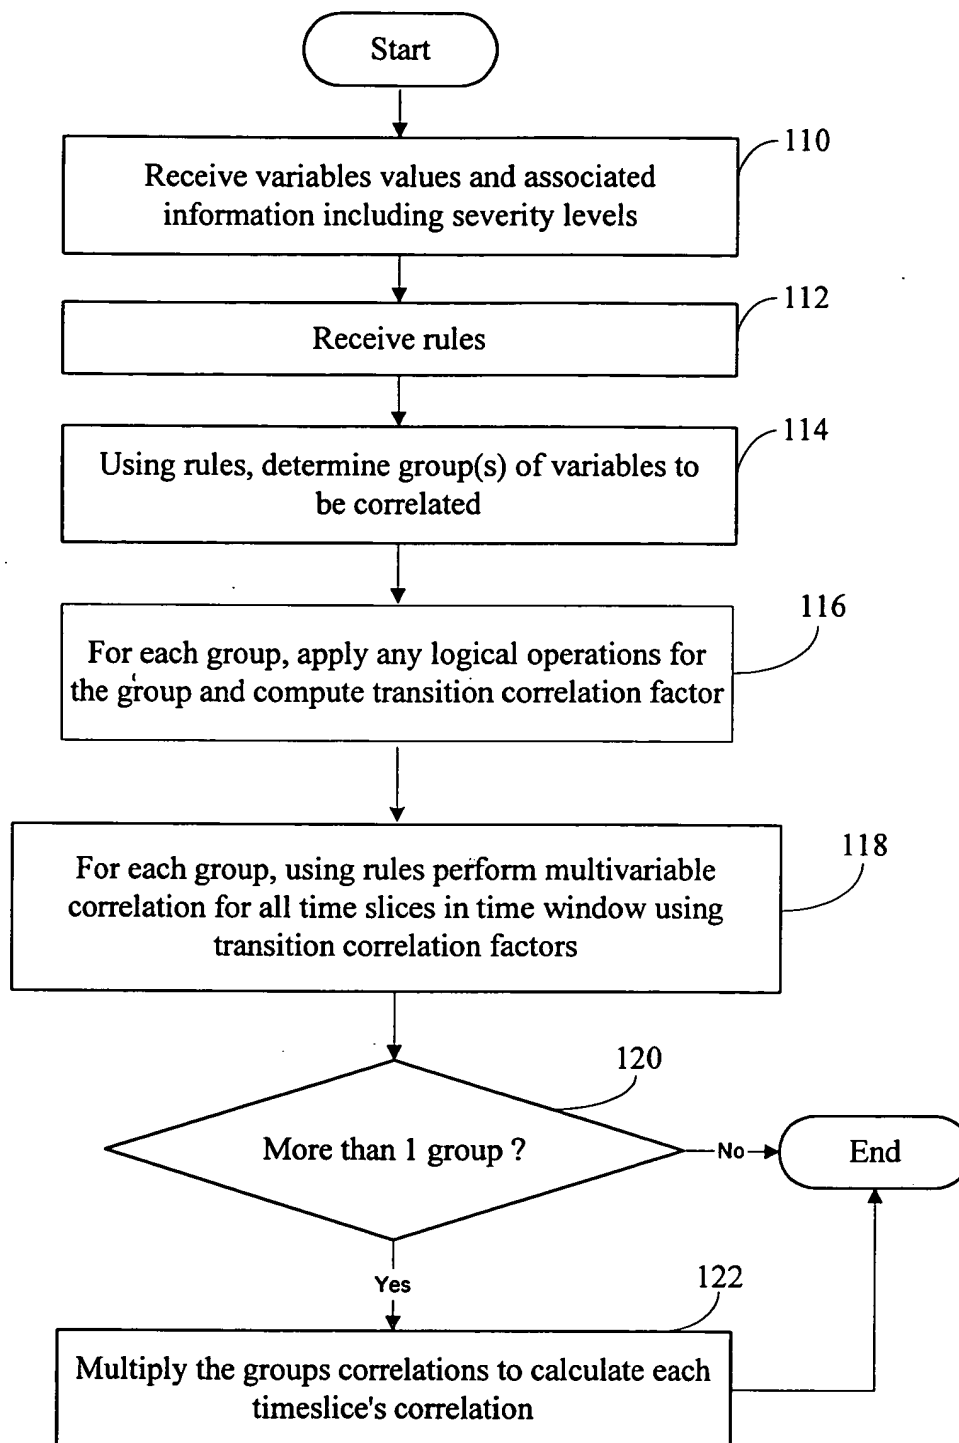 Start
110
Receive variables values and associated
information including severity levels
112
Receive rules
114
Using rules, determine group(s) of variables to
be correlated
116
For each group, apply any logical operations for
the group and compute transition correlation factor
118
For each group, using rules perform multivariable
correlation for all time slices in time window using
transition correlation factors
120
More than 1 group ?
No
End
Yes
122
Multiply the groups correlations to calculate each
timeslice's correlation